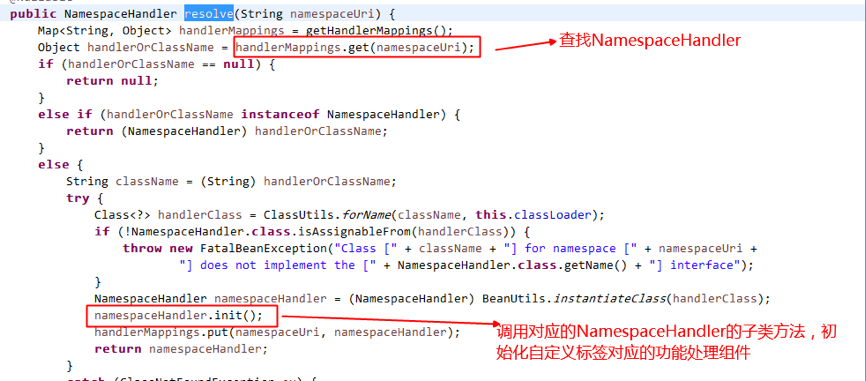 public NamespaceHandler resolve(String namespaceUri) {
Map<String, Object> handlerMappings = getHandlerMappings();
Object handlerOrClassName = handlerMappings.get(namespaceUri);
查找NamespaceHandler
if (handlerOrClassName == null) {
return null;
}
else if (handlerOrClassName instanceof NamespaceHandler) {
return (NamespaceHandler) handlerOrClassName;
}
else {
String className = (String) handlerOrClassName;
try {
Class<?> handlerClass = ClassUtils.forName(className, this.classLoader);
if (!NamespaceHandler.class.isAssignableFrom(handlerClass)) {
throw new FatalBeanException("Class [" + className + "] for namespace [" + namespaceUri +
"] does not implement the [" + NamespaceHandler.class.getName() + "] interface");
}
NamespaceHandler namespaceHandler = (NamespaceHandler) BeanUtils.instantiateClass(handlerClass);
namespaceHandler.init();
handlerMappings.put(namespaceUri, namespaceHandler);
return namespaceHandler;
调用对应的NamespaceHandler的子类方法，初
始化自定义标签对应的功能处理组件
}